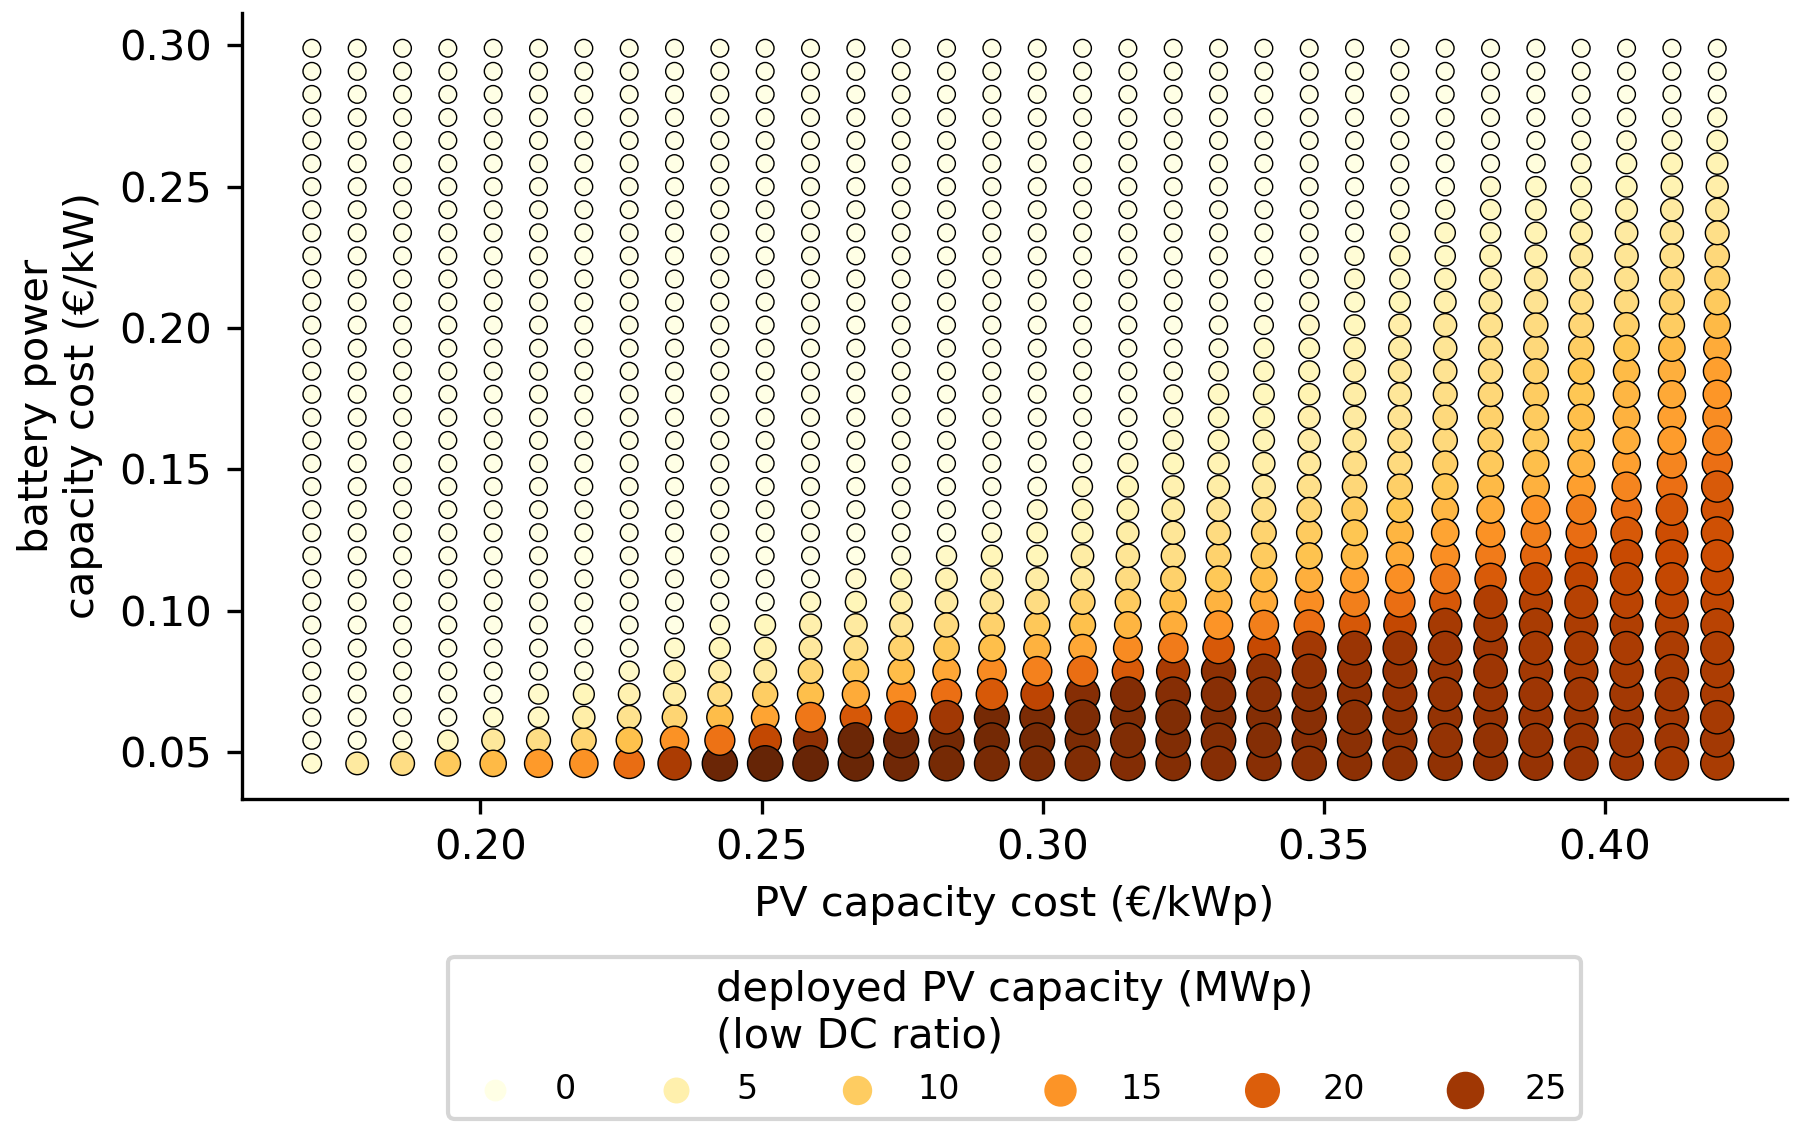 0.30
0.25
0.20
0.15
0.10
0.05
battery power
capacity cost (€/kW)
0.20 0.25 0.30 0.35 0.40
PV capacity cost (€/kWp)
deployed PV capacity (MWp)
(low DC ratio)
0 5 10 15 20 25